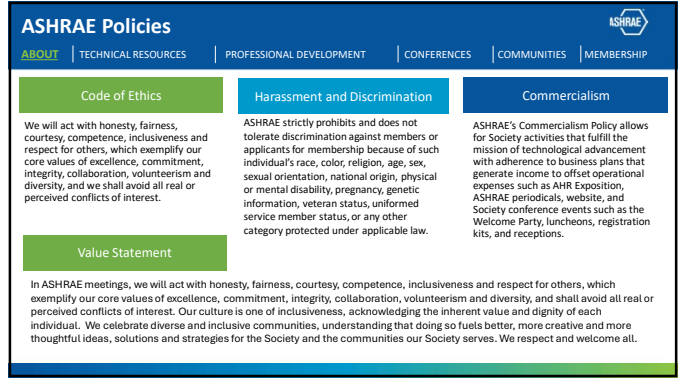 ASHRAE Policies
ASHRAE
ABOUT
TECHNICAL RESOURCES
PROFESSIONAL DEVELOPMENT
CONFERENCES
COMMUNITIES
MEMBERSHIP
Code of Ethics
We will act with honesty, fairness,
courtesy, competence, inclusiveness and
respect for others, which exemplify our
core values of excellence, commitment,
integrity, collaboration, volunteerism and
diversity, and we shall avoid all real or
perceived conflicts of interest.
Harassment and Discrimination
ASHRAE strictly prohibits and does not
tolerate discrimination against members or
applicants for membership because of such
individual's race, color, religion, age, sex,
sexual orientation, national origin, physical
or mental disability, pregnancy, genetic
information, veteran status, uniformed
service member status, or any other
category protected under applicable law.
Commercialism
ASHRAE's Commercialism Policy allows
for Society activities that fulfill the
mission of technological advancement
with adherence to business plans that
generate income to offset operational
expenses such as AHR Exposition,
ASHRAE periodicals, website, and
Society conference events such as the
Welcome Party, luncheons, registration
kits, and receptions.
Value Statement
In ASHRAE meetings, we will act with honesty, fairness, courtesy, competence, inclusiveness and respect for others, which
exemplify our core values of excellence, commitment, integrity, collaboration, volunteerism and diversity, and shall avoid all real or
perceived conflicts of interest. Our culture is one of inclusiveness, acknowledging the inherent value and dignity of each
individual. We celebrate diverse and inclusive communities, understanding that doing so fuels better, more creative and more
thoughtful ideas, solutions and strategies for the Society and the communities our Society serves. We respect and welcome all.